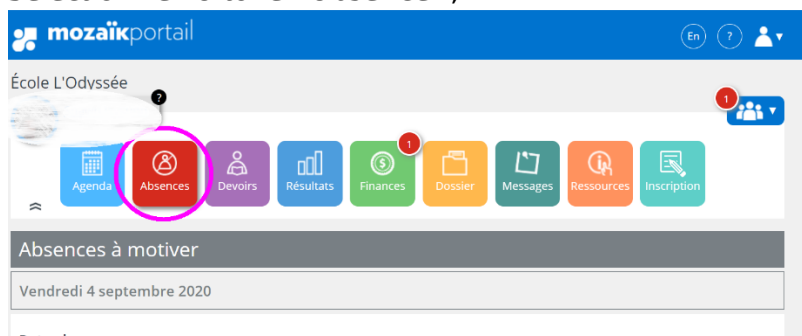 mozaïkportail
En ?
École L'Odyssée
?
1
1
Agenda Absences Devoirs Résultats Finances Dossier Messages Ressources Inscription
Absences à motiver
Vendredi 4 septembre 2020